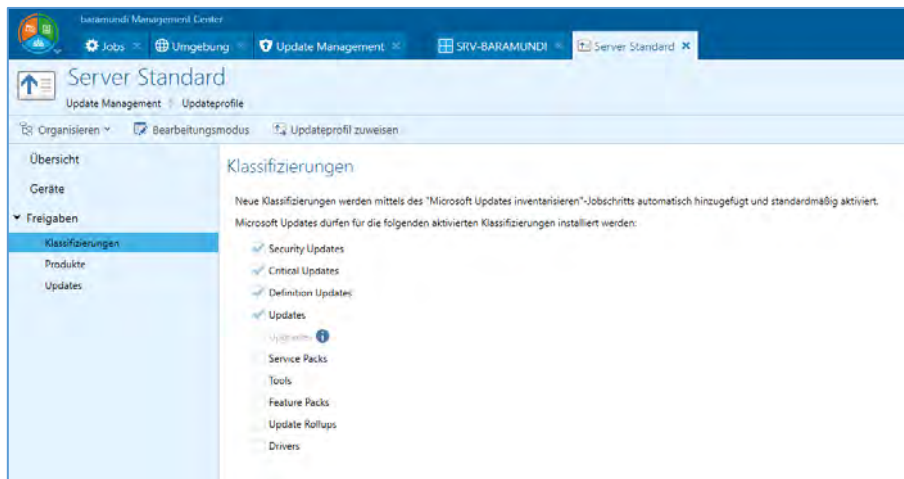 baramundi Management Center
Jobs Umgebung Update Management SRV-BARAMUNDI Server Standard
Server Standard
Update Management Updateprofile
Organisieren Bearbeitungsmodus Updateprofil zuweisen
Übersicht
Geräte
Freigaben
Klassifizierungen
Produkte
Updates
Klassifizierungen
Neue Klassifizierungen werden mittels des "Microsoft Updates inventarisieren"-Jobschritts automatisch hinzugefügt und standardmäßig aktiviert.
Microsoft Updates dürfen für die folgenden aktivierten Klassifizierungen installiert werden:
Security Updates
Critical Updates
Definition Updates
Updates
Upgrades
Service Packs
Tools
Feature Packs
Update Rollups
Drivers